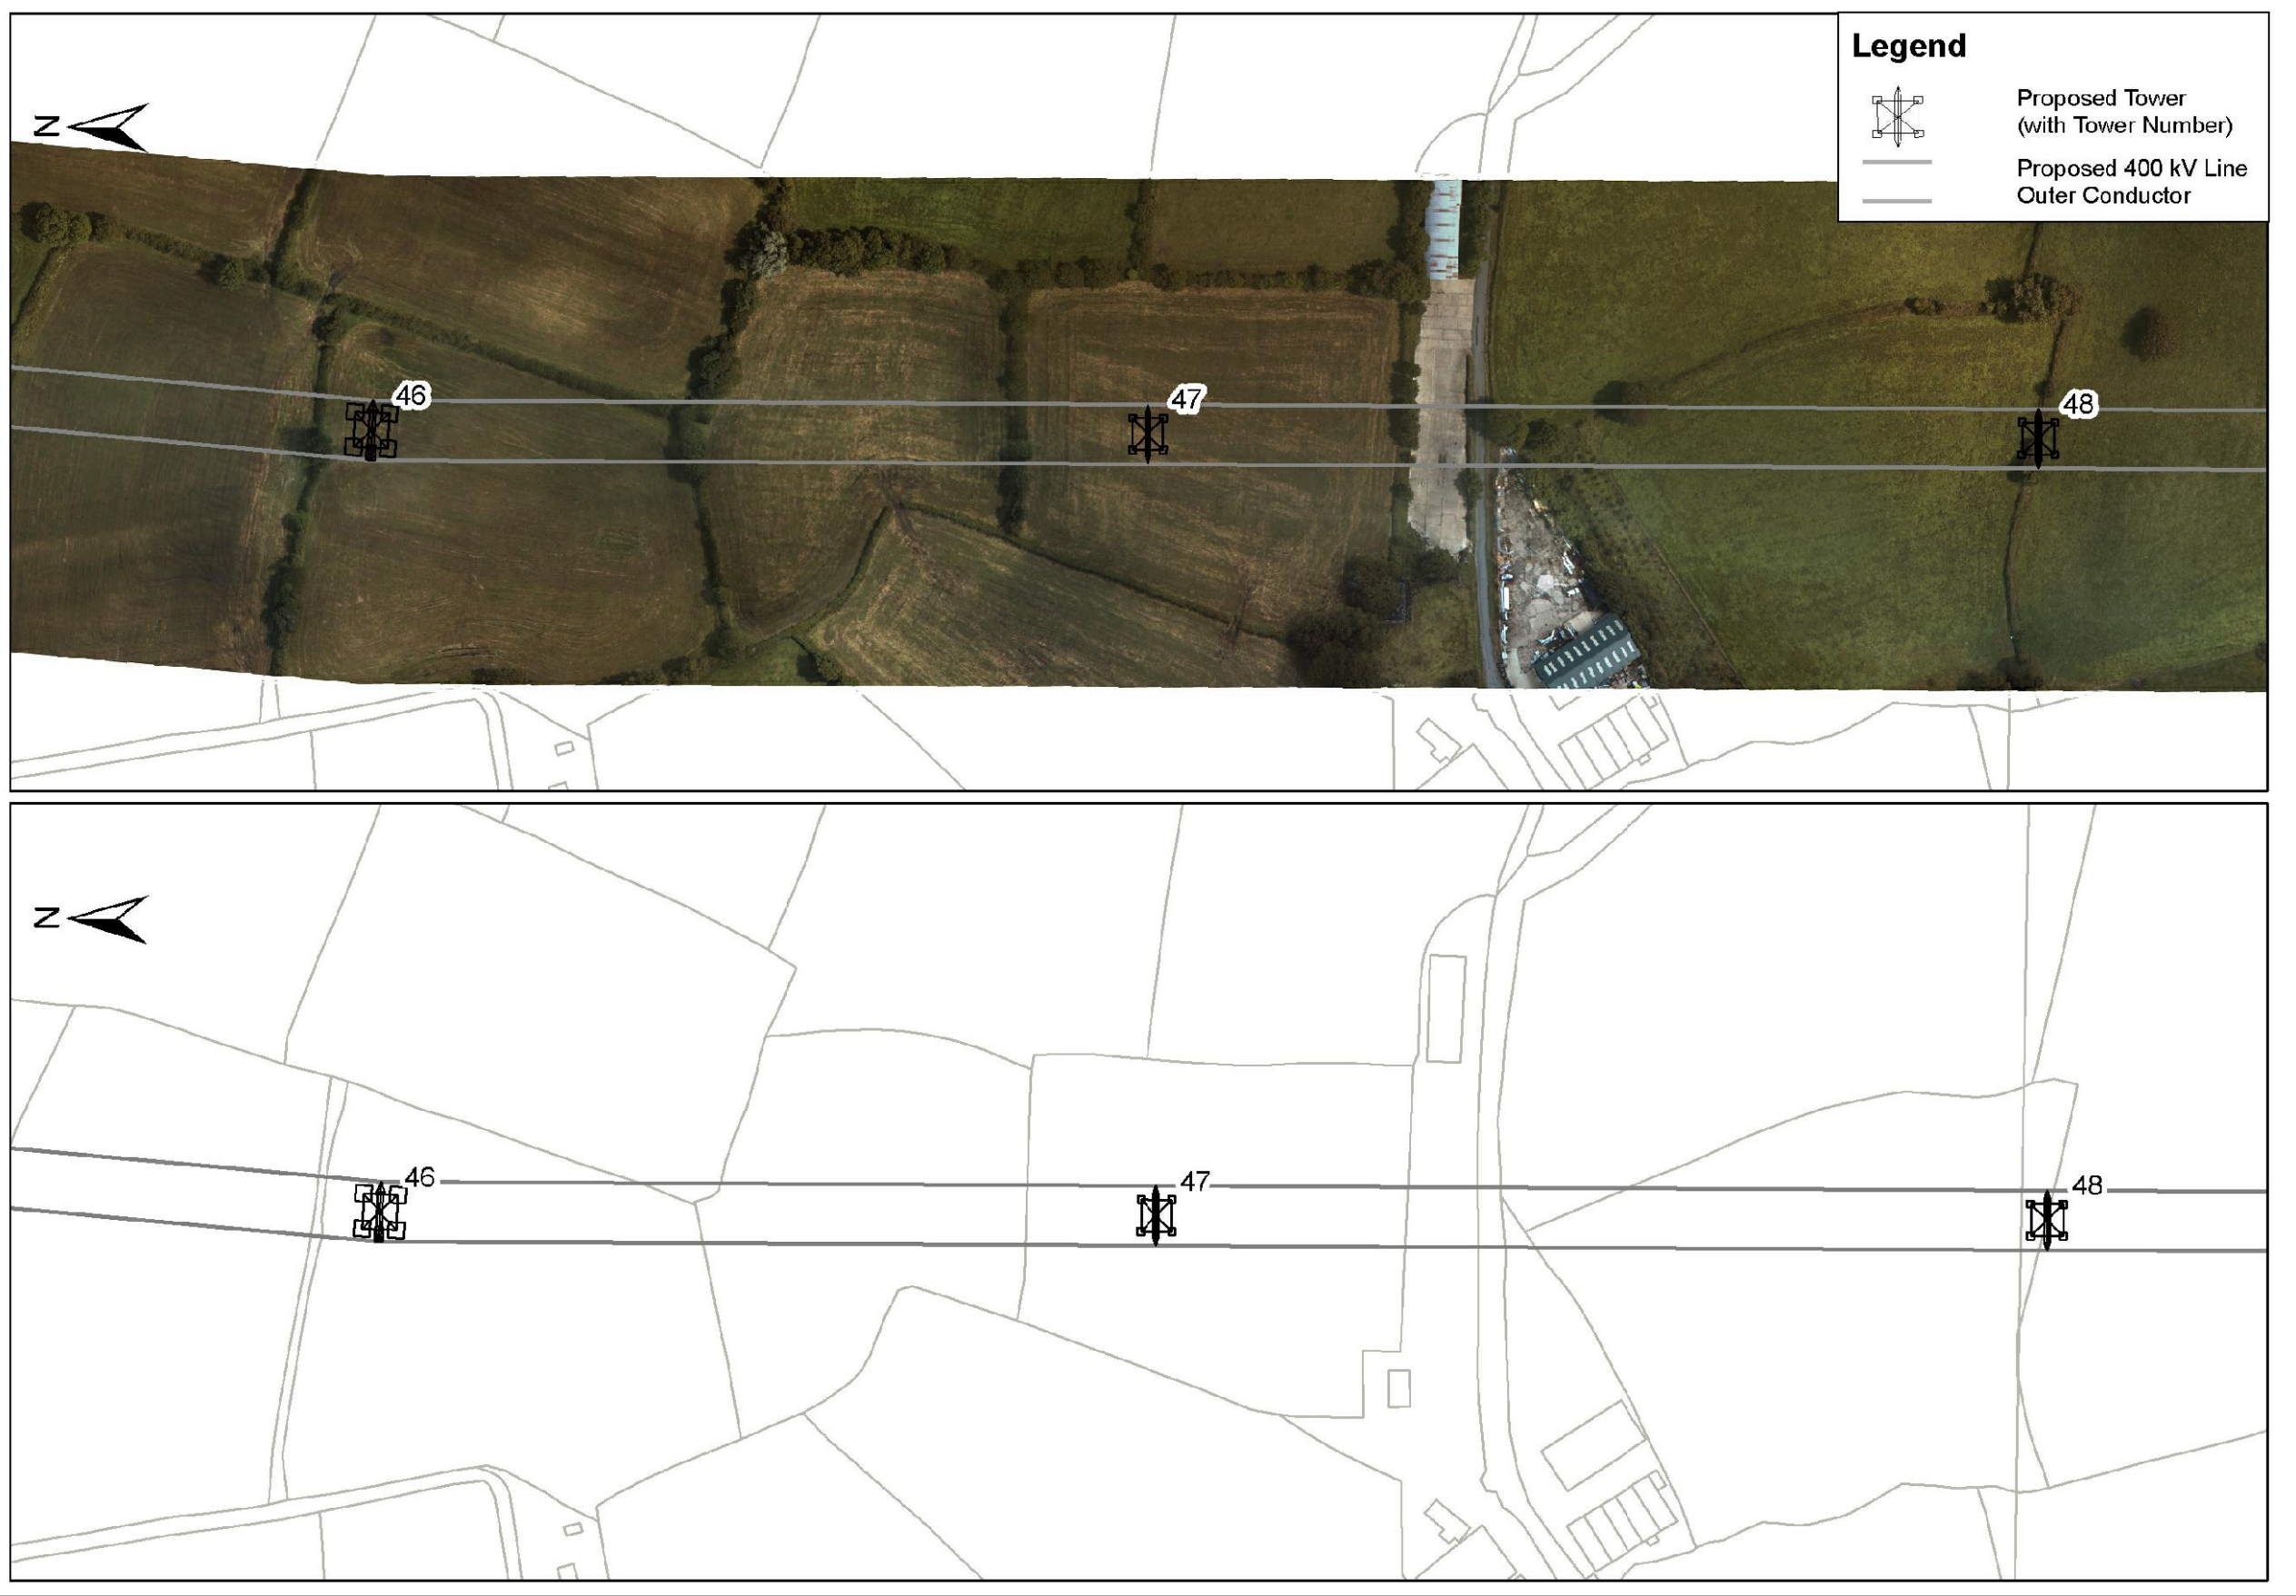 Legend
Proposed Tower
(with Tower Number)
Proposed 400 kV Line
Outer Conductor
N
46
47
48
N
46
47
48